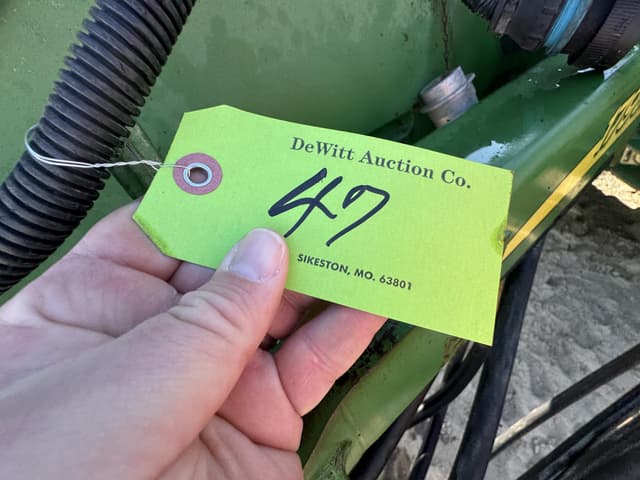 DeWitt Auction Co.
47
SIKESTON, MO. 63801